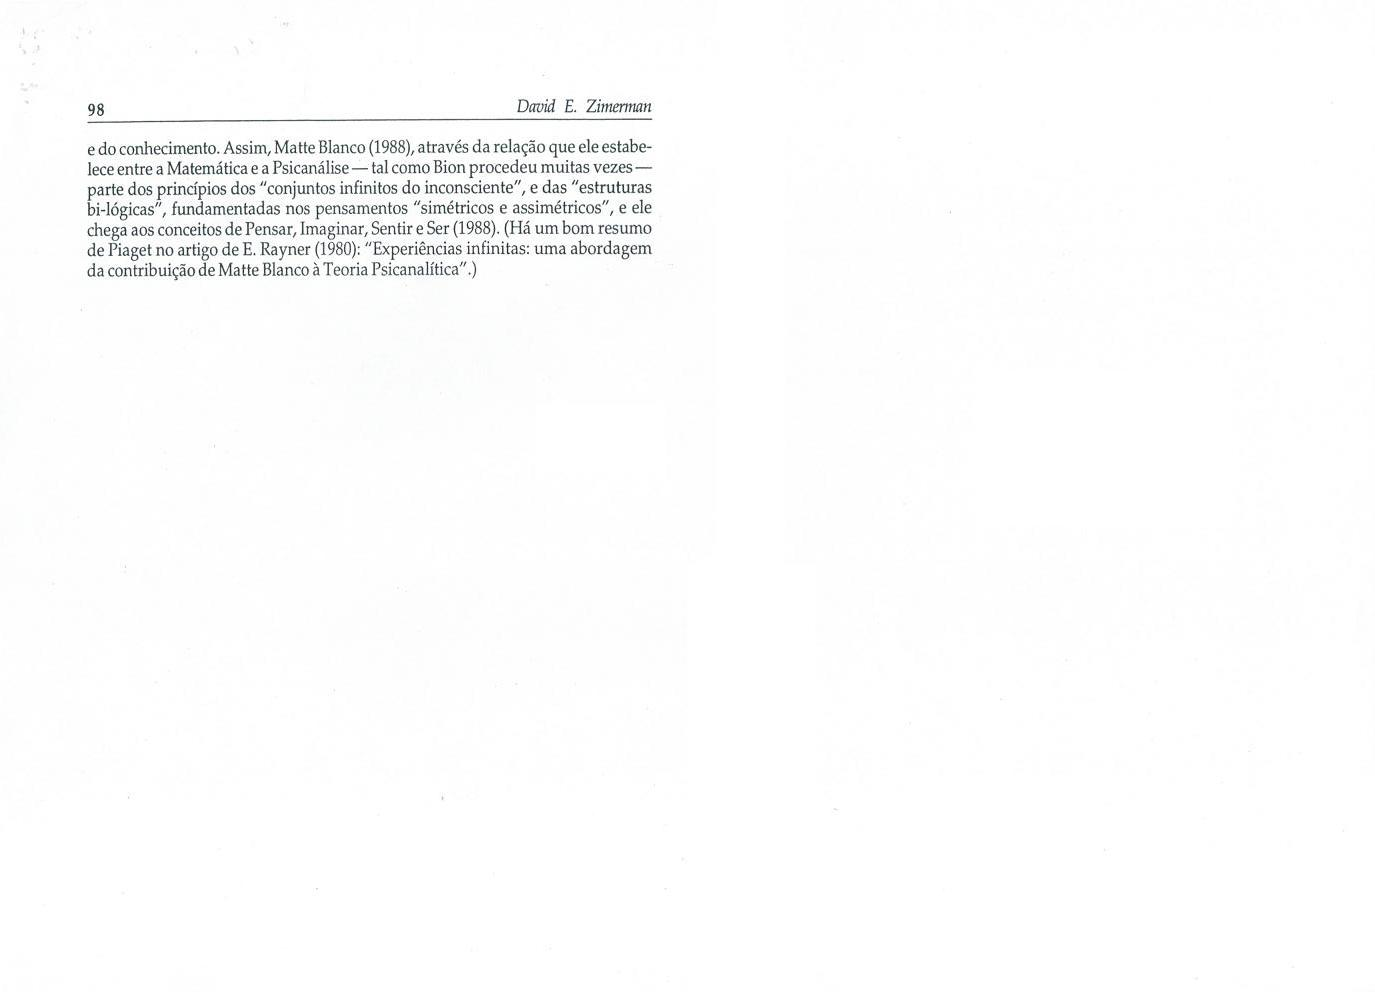 98 David E. Zimerman
e do conhecimento. Assim, Matte Blanco (1988), através da relação que ele estabe-
lece entre a Matemática e a Psicanálise — tal como Bion procedeu muitas vezes —
parte dos princípios dos "conjuntos infinitos do inconsciente", e das "estruturas
bi-lógicas", fundamentadas nos pensamentos "simétricos e assimétricos", e ele
chega aos conceitos de Pensar, Imaginar, Sentir e Ser (1988). (Há um bom resumo
de Piaget no artigo de E. Rayner (1980): "Experiências infinitas: uma abordagem
da contribuição de Matte Blanco à Teoria Psicanalítica".)